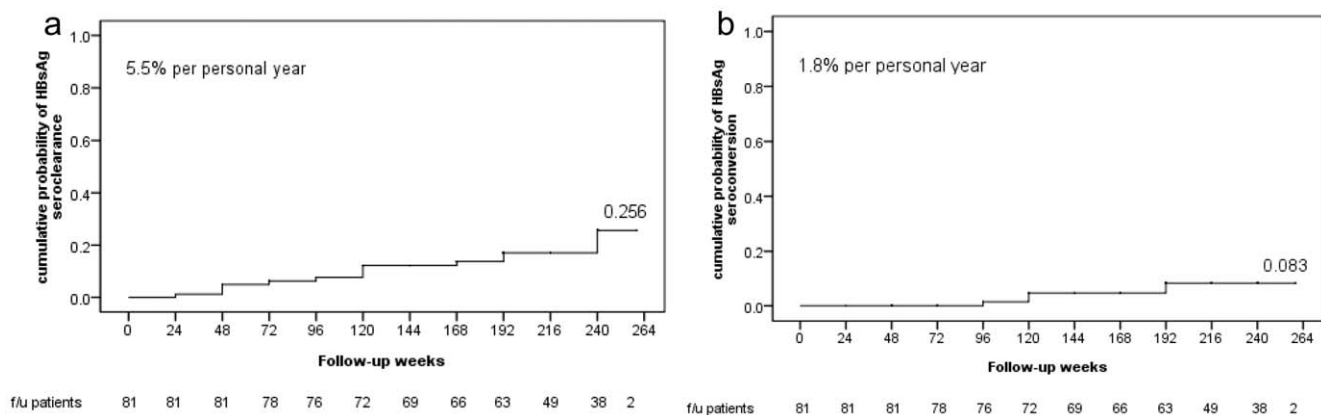 a
cumulative probability of HBsAg
seroclearance
1.0
0.8
0.6
0.4
0.2
0.0
5.5% per personal year
0.256
0 24 48 72 96 120 144 168 192 216 240 264
Follow-up weeks
f/u patients 81 81 81 78 76 72 69 66 63 49 38 2
b
cumulative probability of HBsAg
seroconversion
1.0
0.8
0.6
0.4
0.2
0.0
1.8% per personal year
0.083
0 24 48 72 96 120 144 168 192 216 240 264
Follow-up weeks
f/u patients 81 81 81 78 76 72 69 66 63 49 38 2